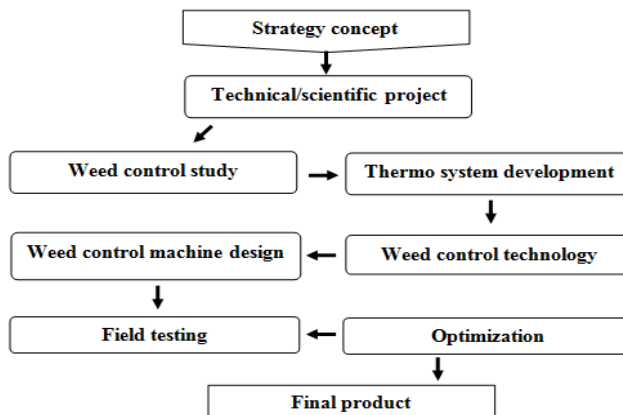 Strategy concept
Technical/scientific project
Weed control study
Thermo system development
Weed control machine design
Weed control technology
Field testing
Optimization
Final product